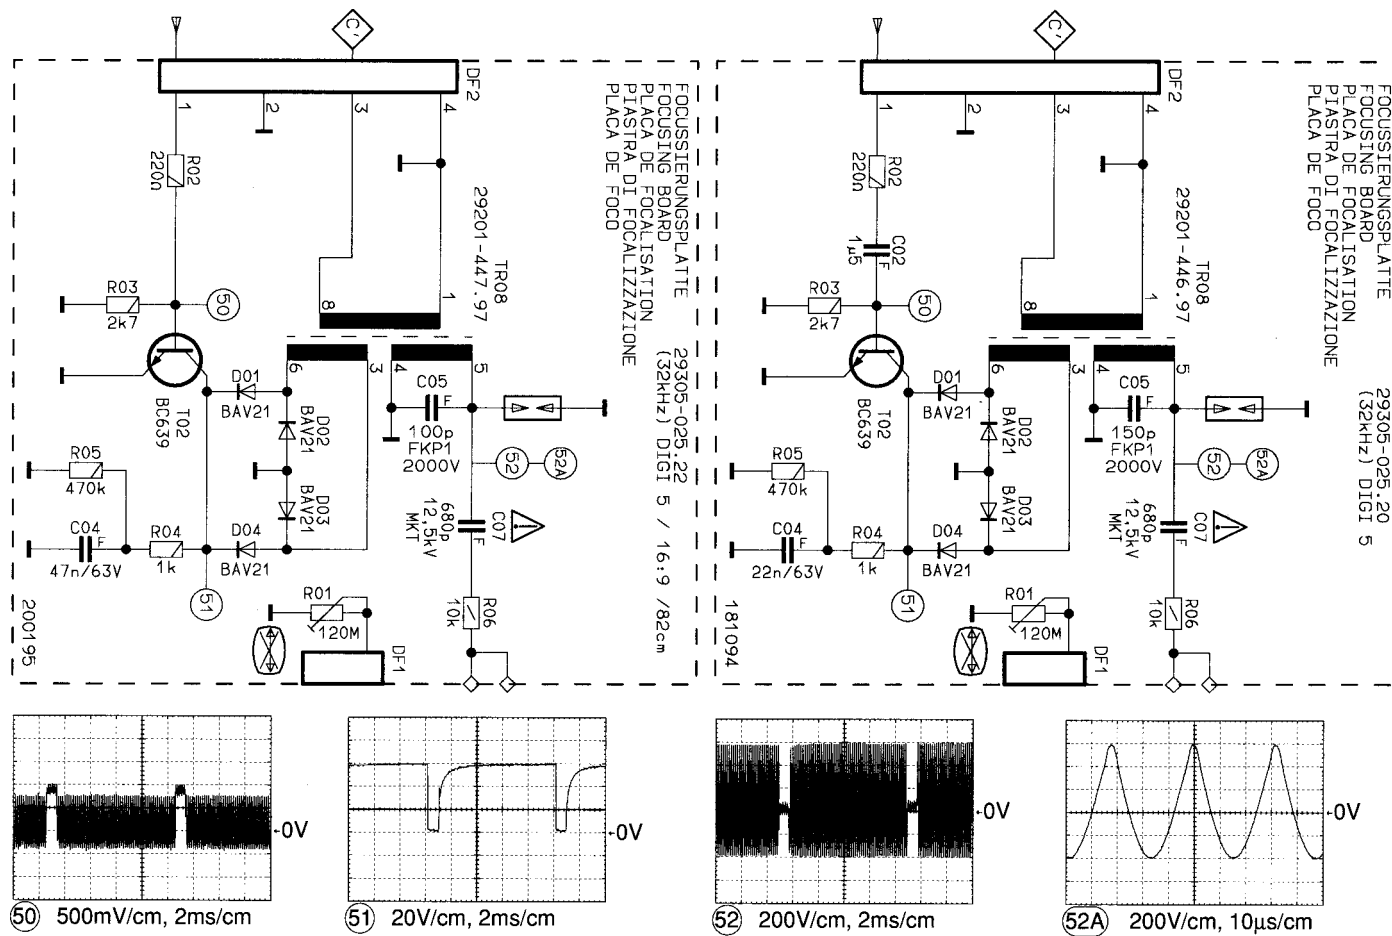 C'
DF2
1
2
3
4
R02
220n
29201-447.97
TR08
8
1
FOCUSSIERUNGSPLATTE
FOCUSING BOARD
PLACA DE FOCALISATION
PIASTRA DI FOCALIZZAZIONE
PLACA DE FOCO
29305-025.22
(32kHz) DIGI 5 / 16:9 /82cm
R03
2k7
50
T02
BC639
D01
BAV21
6
3
4
5
D02
BAV21
C05
F
100p
FKP1
2000V
52
52A
R05
470k
D03
BAV21
680p
12,5kV
MKT
C07
F
C04
F
47n/63V
R04
1k
D04
BAV21
51
R01
120M
R06
10k
DF1
200195
C'
DF2
1
2
3
4
R02
220n
C02
1µ5
F
29201-446.97
TR08
8
1
FOCUSSIERUNGSPLATTE
FOCUSING BOARD
PLACA DE FOCALISATION
PIASTRA DI FOCALIZZAZIONE
PLACA DE FOCO
29305-025.20
(32kHz) DIGI 5
R03
2k7
50
T02
BC639
D01
BAV21
6
3
4
5
D02
BAV21
C05
F
150p
FKP1
2000V
52
52A
R05
470k
D03
BAV21
680p
12,5kV
MKT
C07
F
C04
F
22n/63V
R04
1k
D04
BAV21
51
R01
120M
R06
10k
DF1
181094
0V
0V
0V
0V
50 500mV/cm, 2ms/cm
51 20V/cm, 2ms/cm
52 200V/cm, 2ms/cm
52A 200V/cm, 10µs/cm